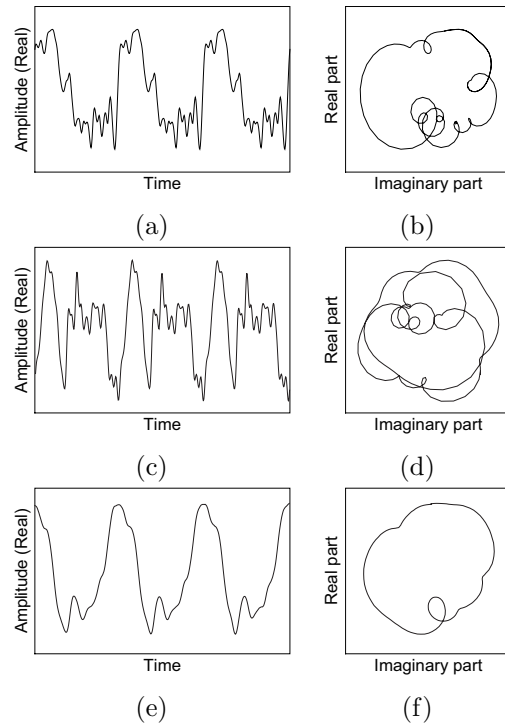 Amplitude (Real)
Time
(a)
Real part
Imaginary part
(b)
Amplitude (Real)
Time
(c)
Real part
Imaginary part
(d)
Amplitude (Real)
Time
(e)
Real part
Imaginary part
(f)